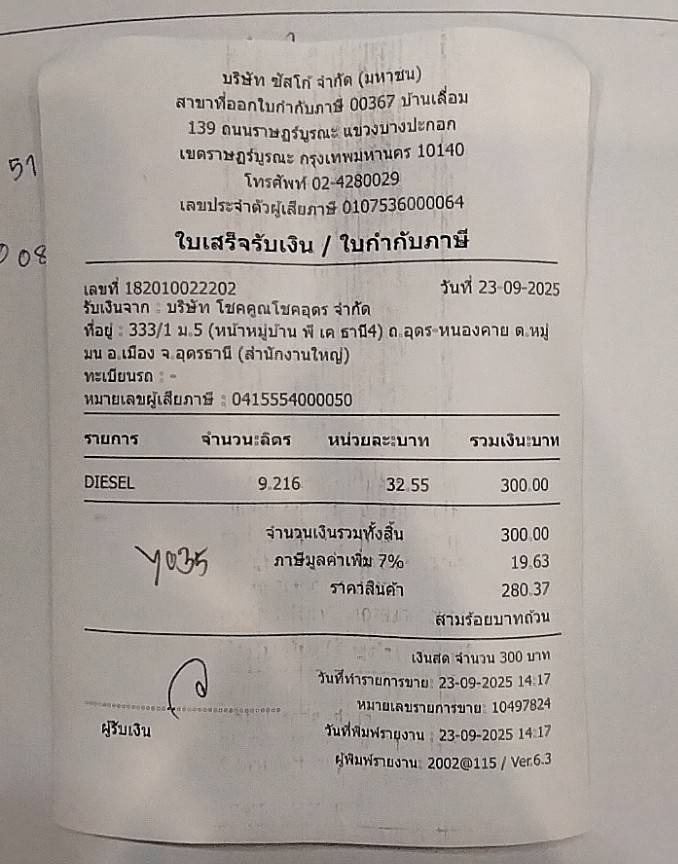 บริษัท ซัสโก้ จำกัด (มหาชน)
สาขาที่ออกใบกำกับภาษี 00367 บ้านเลื่อม
139 ถนนราษฎร์บูรณะ แขวงบางปะกอก
เขตราษฎร์บูรณะ กรุงเทพมหานคร 10140
โทรศัพท์ 02-4280029
เลขประจำตัวผู้เสียภาษี 0107536000064
51
08
ใบเสร็จรับเงิน / ใบกำกับภาษี
เลขที่ 182010022202 วันที่ 23-09-2025
รับเงินจาก : บริษัท โชคคูณโชคอุดร จำกัด
ที่อยู่ : 333/1 ม.5 (หน้าหมู่บ้าน พี เค ธานี4) ถ.อุดร-หนองคาย ต.หมู
มน อ.เมือง จ.อุดรธานี (สำนักงานใหญ่)
ทะเบียนรถ : -
หมายเลขผู้เสียภาษี : 0415554000050
รายการ จำนวน:ลิตร หน่วยละ:บาท รวมเงิน:บาท
DIESEL 9.216 32.55 300.00
จำนวนเงินรวมทั้งสิ้น 300.00
ภาษีมูลค่าเพิ่ม 7% 19.63
ราคาสินค้า 280.37
Y035
สามร้อยบาทถ้วน
เงินสด จำนวน 300 บาท
วันที่ทำรายการขาย: 23-09-2025 14:17
หมายเลขรายการขาย: 10497824
ผู้รับเงิน วันที่พิมพ์รายงาน : 23-09-2025 14:17
ผู้พิมพ์รายงาน: 2002@115 / Ver.6.3